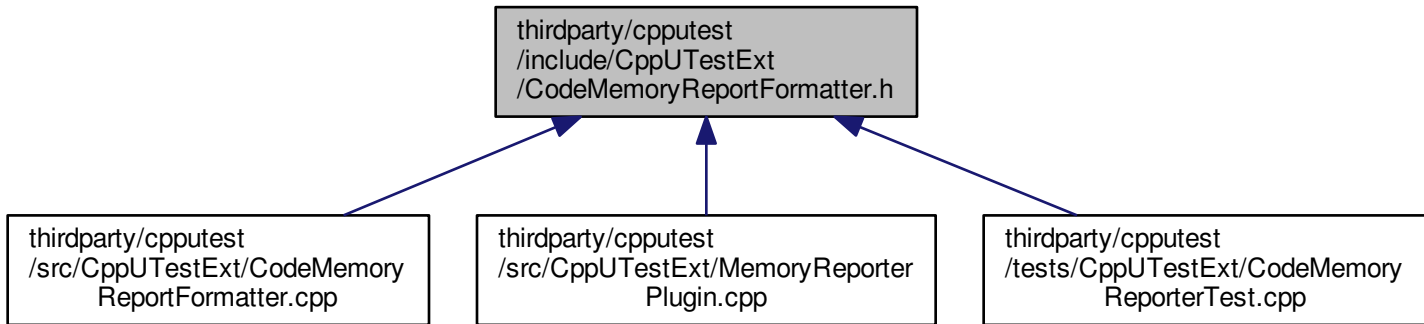 thirdparty/cpputest
/include/CppUTestExt
/CodeMemoryReportFormatter.h
thirdparty/cpputest
/src/CppUTestExt/CodeMemory
ReportFormatter.cpp
thirdparty/cpputest
/src/CppUTestExt/MemoryReporter
Plugin.cpp
thirdparty/cpputest
/tests/CppUTestExt/CodeMemory
ReporterTest.cpp